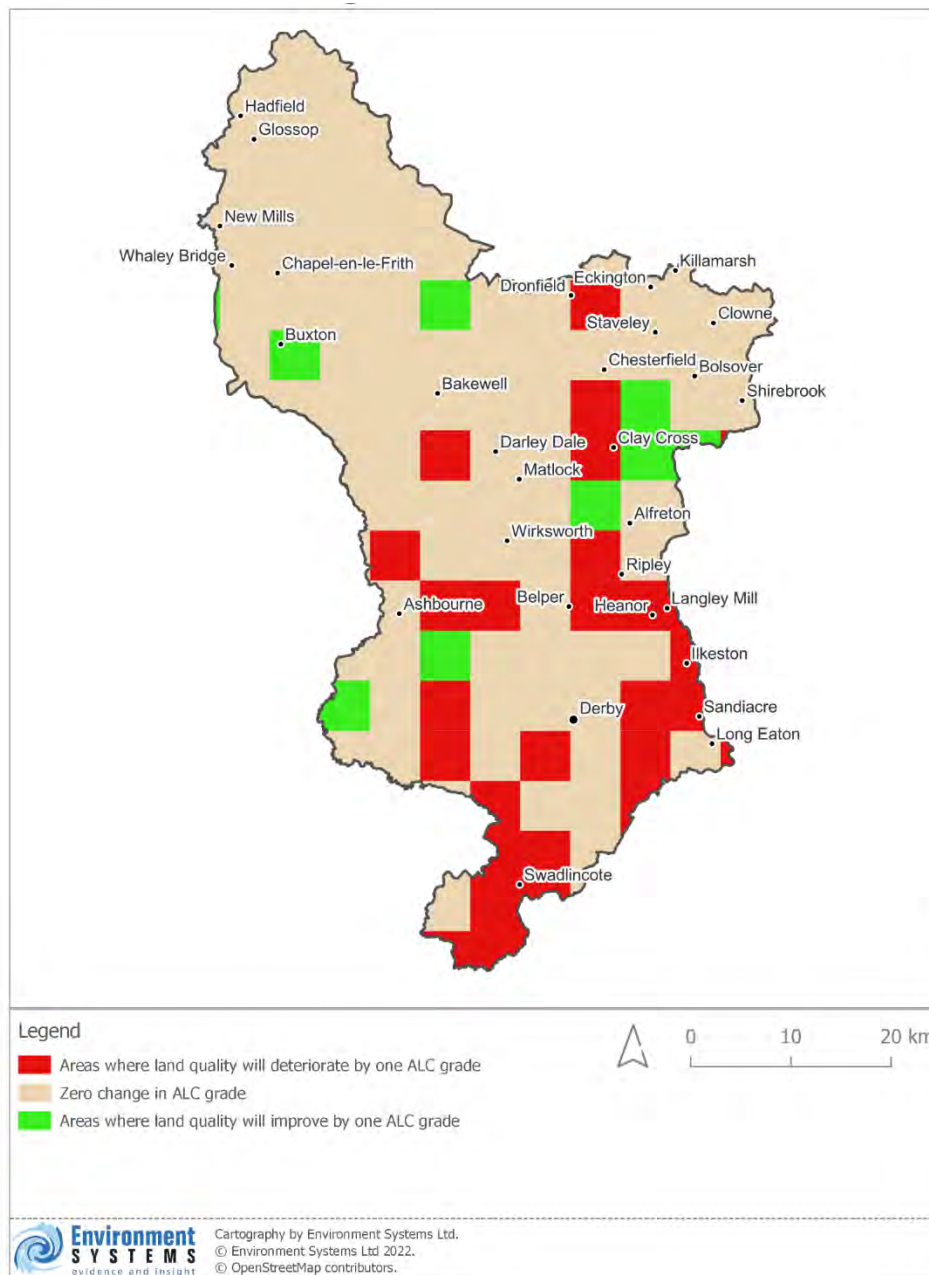 Hadfield
Glossop
New Mills
Whaley Bridge
Chapel-en-le-Frith
Killamarsh
Eckington
Dronfield
Clowne
Staveley
Buxton
Chesterfield
Bolsover
Bakewell
Shirebrook
Clay Cross
Darley Dale
Matlock
Alfreton
Wirksworth
Ripley
Belper
Ashbourne
Heanor
Langley Mill
Ilkeston
Derby
Sandiacre
Long Eaton
Swadlincote
Legend
Areas where land quality will deteriorate by one ALC grade
Zero change in ALC grade
Areas where land quality will improve by one ALC grade
0 10 20 km
Environment
SYSTEMS
evidence and insight
Cartography by Environment Systems Ltd.
© Environment Systems Ltd 2022.
© OpenStreetMap contributors.